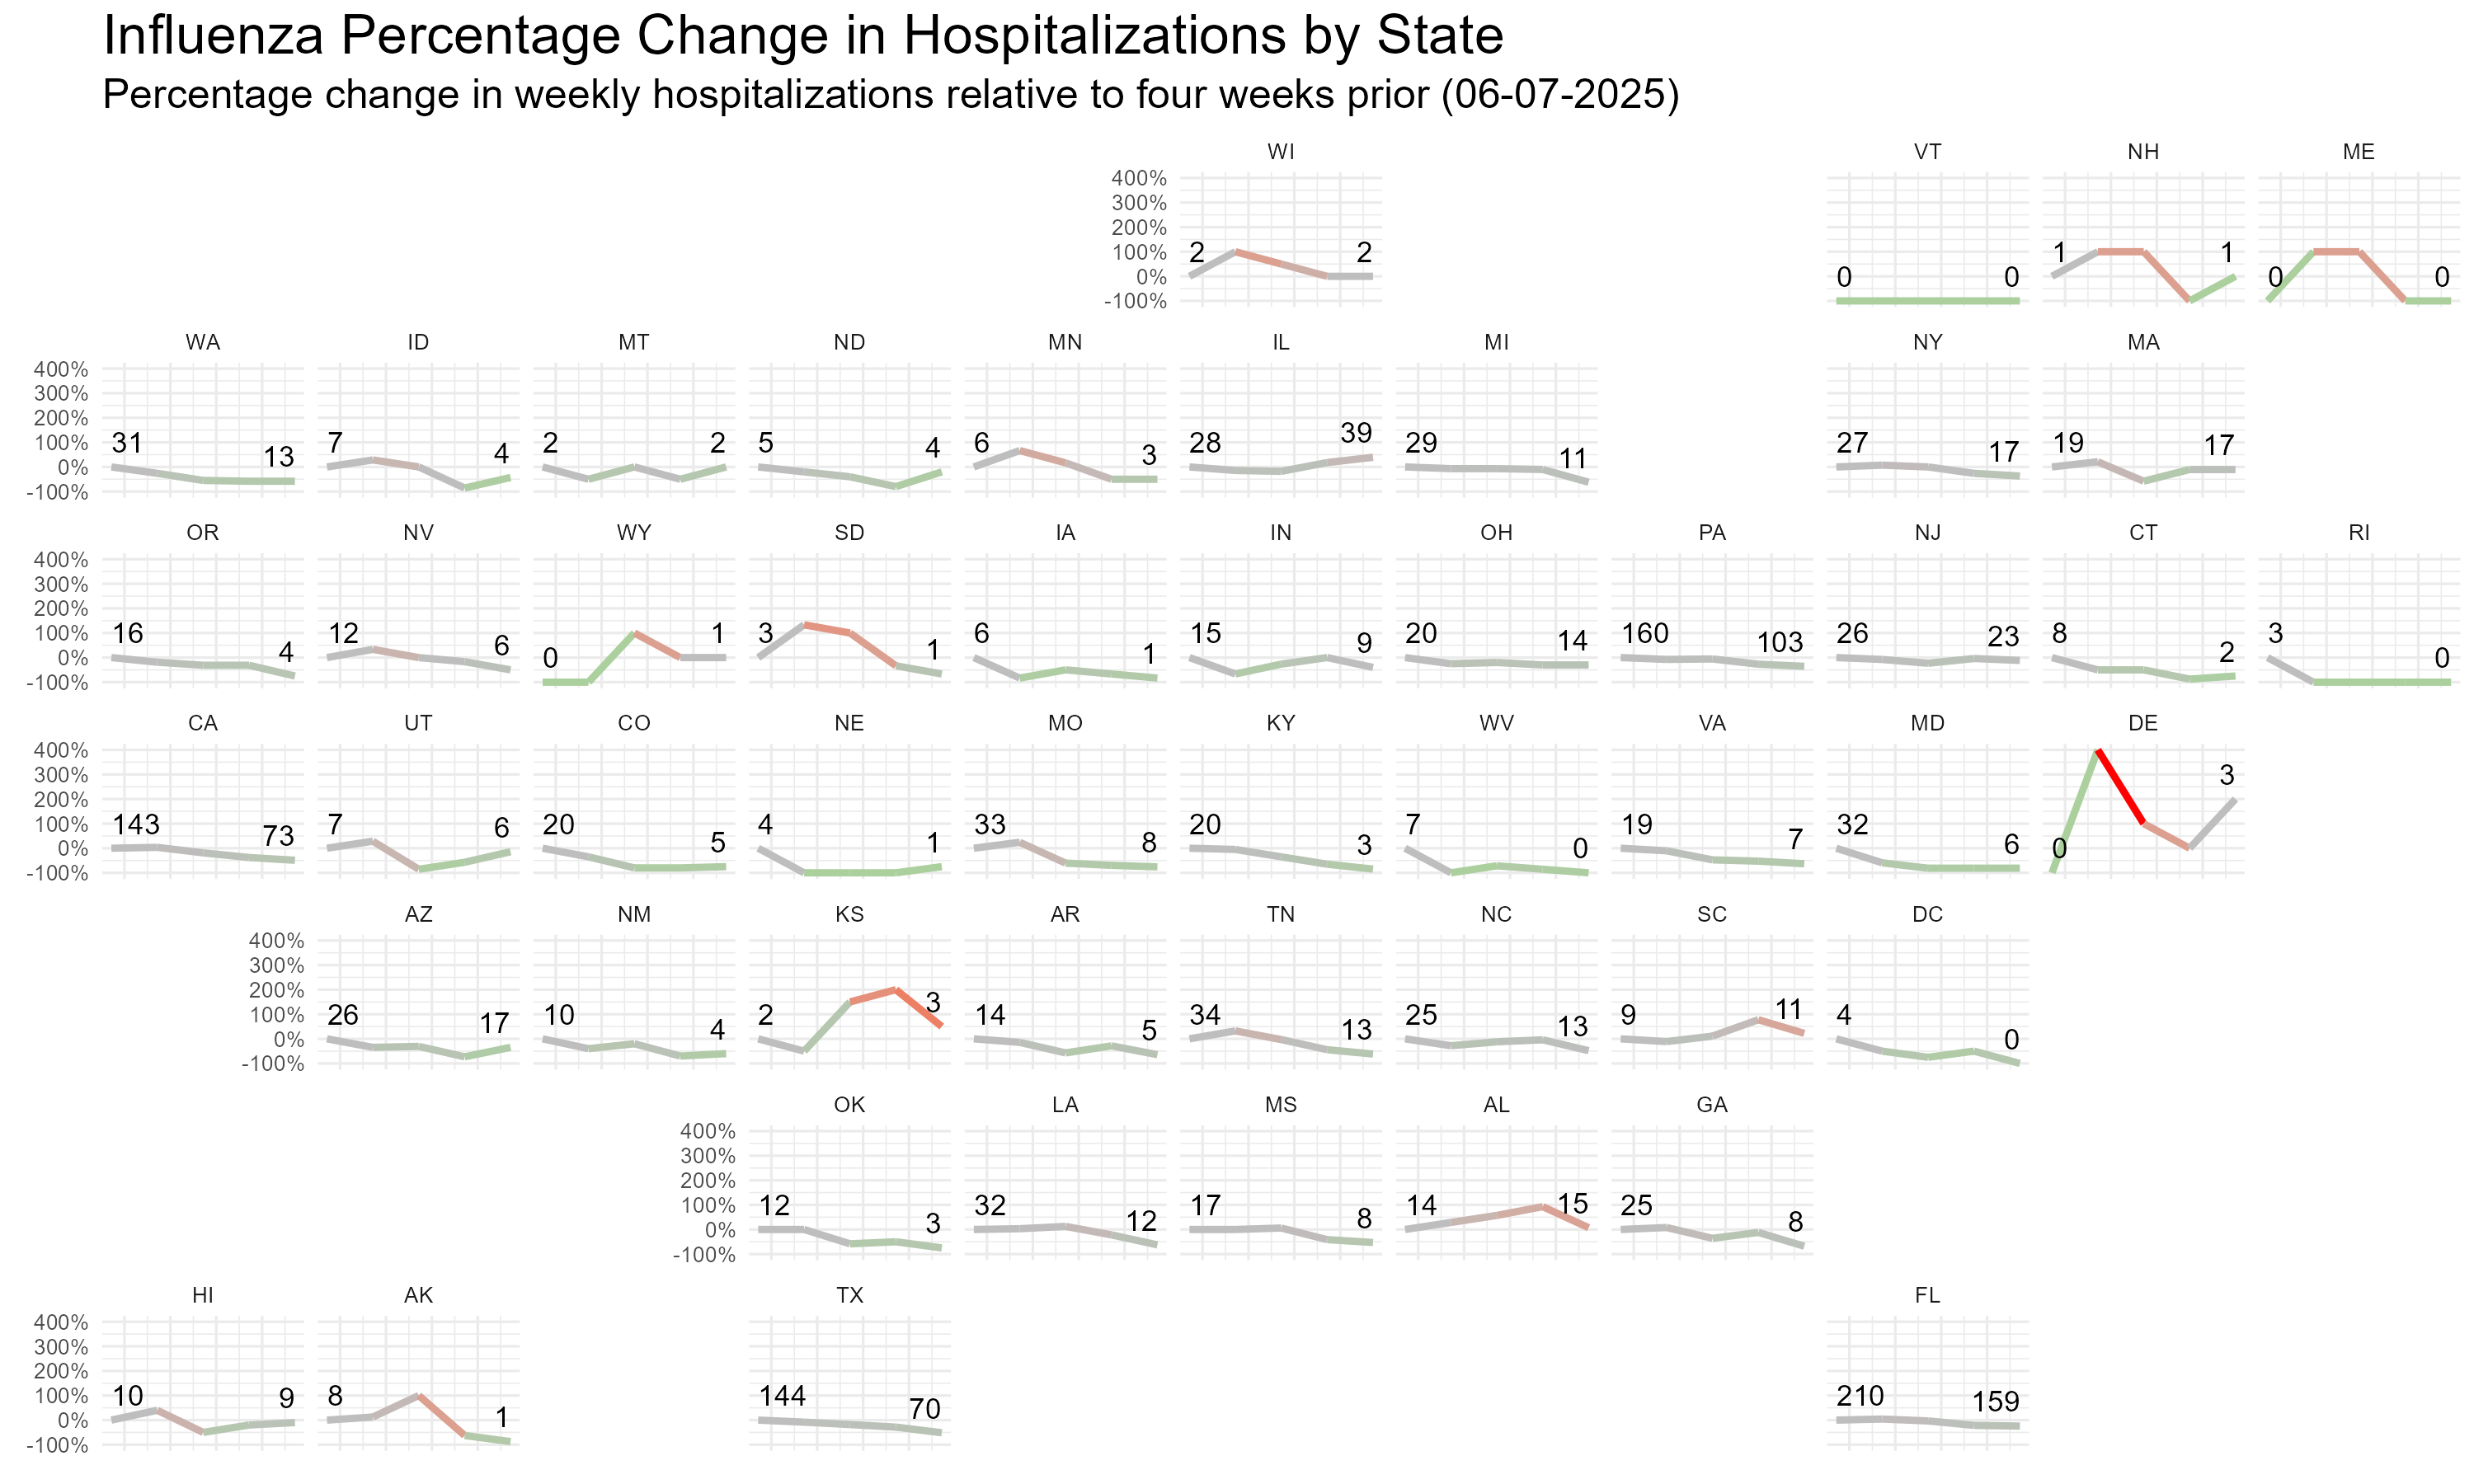 Influenza Percentage Change in Hospitalizations by State
Percentage change in weekly hospitalizations relative to four weeks prior (06-07-2025)
WI VT NH ME
400%
300%
200%
100%
0%
-100%
2 2 0 0 1 1 0 0
WA ID MT ND MN IL MI NY MA
400%
300%
200%
100%
0%
-100%
31 13 7 4 2 2 5 4 6 3 28 39 29 11 27 17 19 17
OR NV WY SD IA IN OH PA NJ CT RI
400%
300%
200%
100%
0%
-100%
16 4 12 6 0 1 3 1 6 1 15 9 20 14 160 103 26 23 8 2 3 0
CA UT CO NE MO KY WV VA MD DE
400%
300%
200%
100%
0%
-100%
143 73 7 6 20 5 4 1 33 8 20 3 7 0 19 7 32 6 0 3
AZ NM KS AR TN NC SC DC
400%
300%
200%
100%
0%
-100%
26 17 10 4 2 3 14 5 34 13 25 13 9 11 4 0
OK LA MS AL GA
400%
300%
200%
100%
0%
-100%
12 3 32 12 17 8 14 15 25 8
HI AK TX FL
400%
300%
200%
100%
0%
-100%
10 9 8 1 144 70 210 159